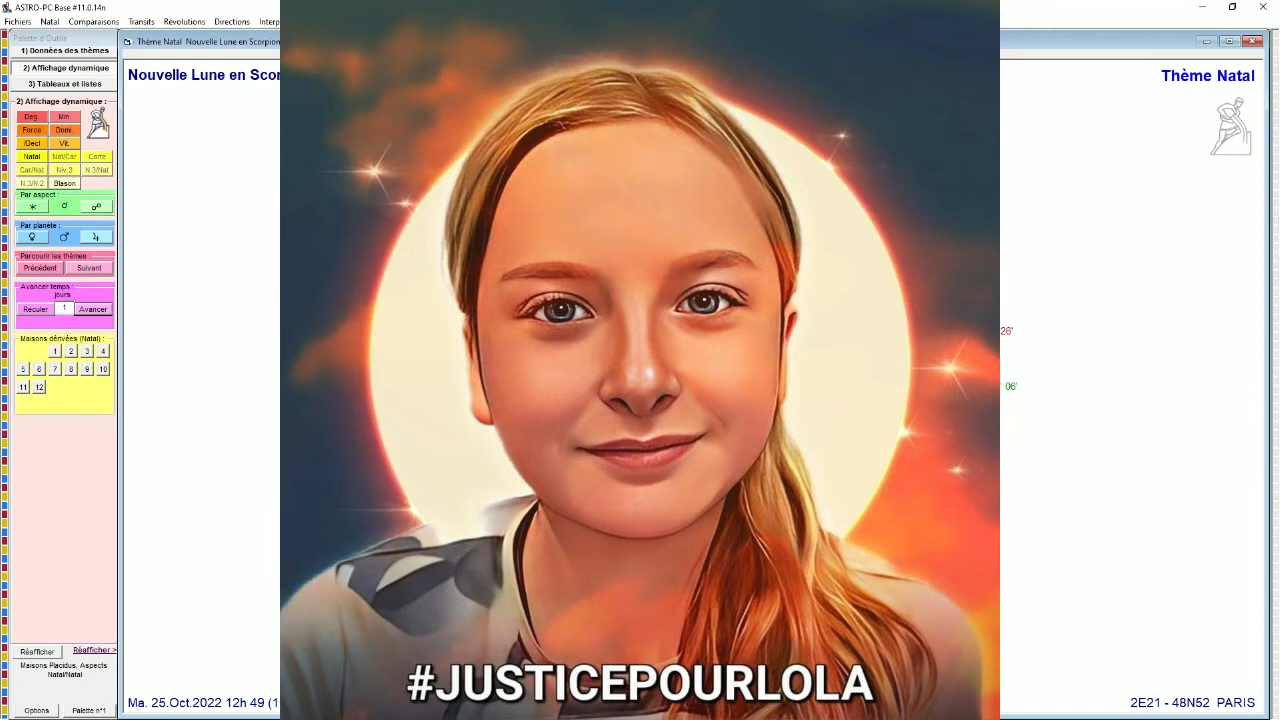 ASTRO-PC Base #11.0.14n
Fichiers Natal Comparaisons Transits Révolutions Directions Interp
Palette d'Outils
1) Données des thèmes
2) Affichage dynamique
3) Tableaux et listes
2) Affichage dynamique :
Deg. Min.
Force Domi.
/Decl Vit.
Natal Nat/Car Carte
Car/Nat Niv.3 N.3/Nat
N.3/N.2 Blason
Par aspect :
Par planète :
Parcourir les thèmes :
Précédent Suivant
Avancer temps :
jours
Reculer 1 Avancer
Maisons dérivées (Natal) :
1 2 3 4
5 6 7 8 9 10
11 12
Réafficher Réafficher >
Maisons Placidus, Aspects
Natal/Natal
Options Palette n°1
Thème Natal Nouvelle Lune en Scorpion
Nouvelle Lune en Scor
Thème Natal
26'
06'
#JUSTICEPOURLOLA
Ma. 25.Oct.2022 12h 49 (1
2E21 - 48N52 PARIS